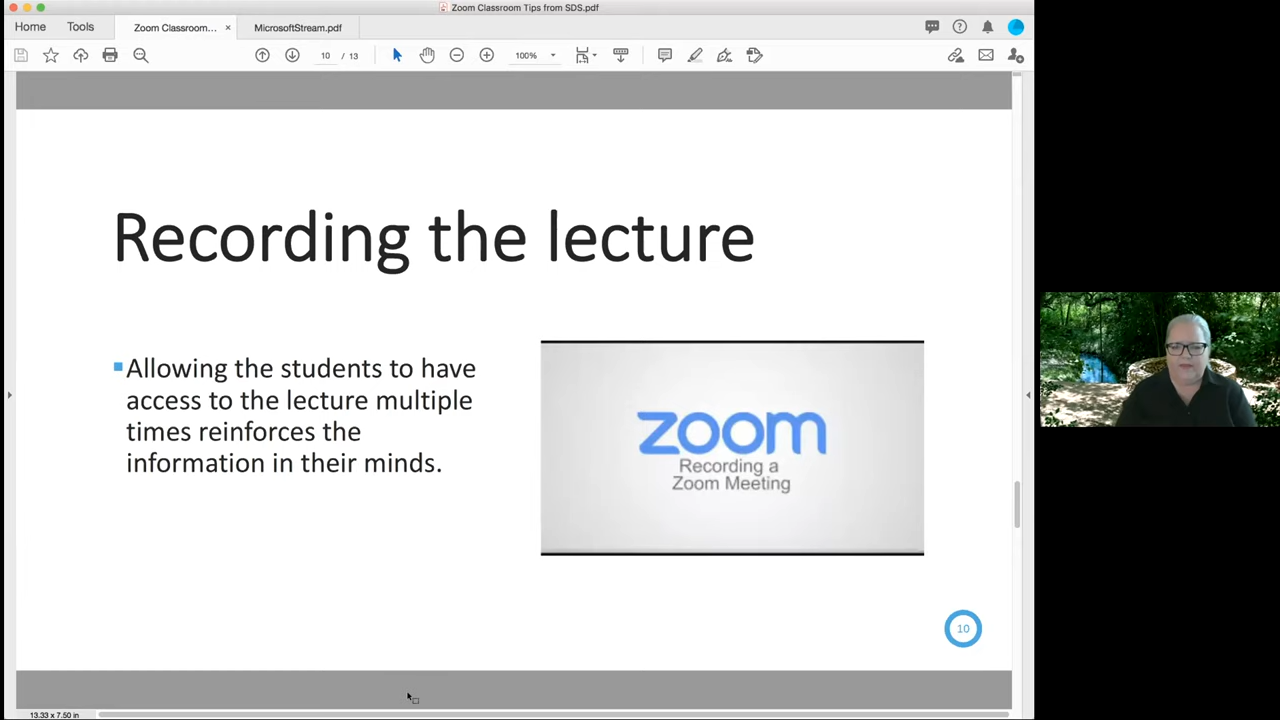 Zoom Classroom Tips from SDS.pdf
Home Tools Zoom Classroom... × MicrosoftStream.pdf
10 / 13 100%
Recording the lecture
Allowing the students to have
access to the lecture multiple
times reinforces the
information in their minds.
zoom
Recording a
Zoom Meeting
10
13.33 x 7.50 in